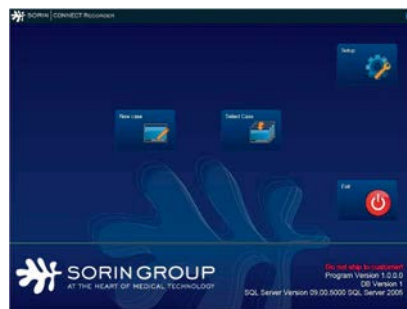 SORIN CONNECT RECORDER
Setup
New case
Select Case
Exit
SORIN GROUP
AT THE HEART OF MEDICAL TECHNOLOGY
Do not ship to customer!
Program Version 1.0.0.0
DB Version 1
SQL Server Version 09.00.5000 SQL Server 2005